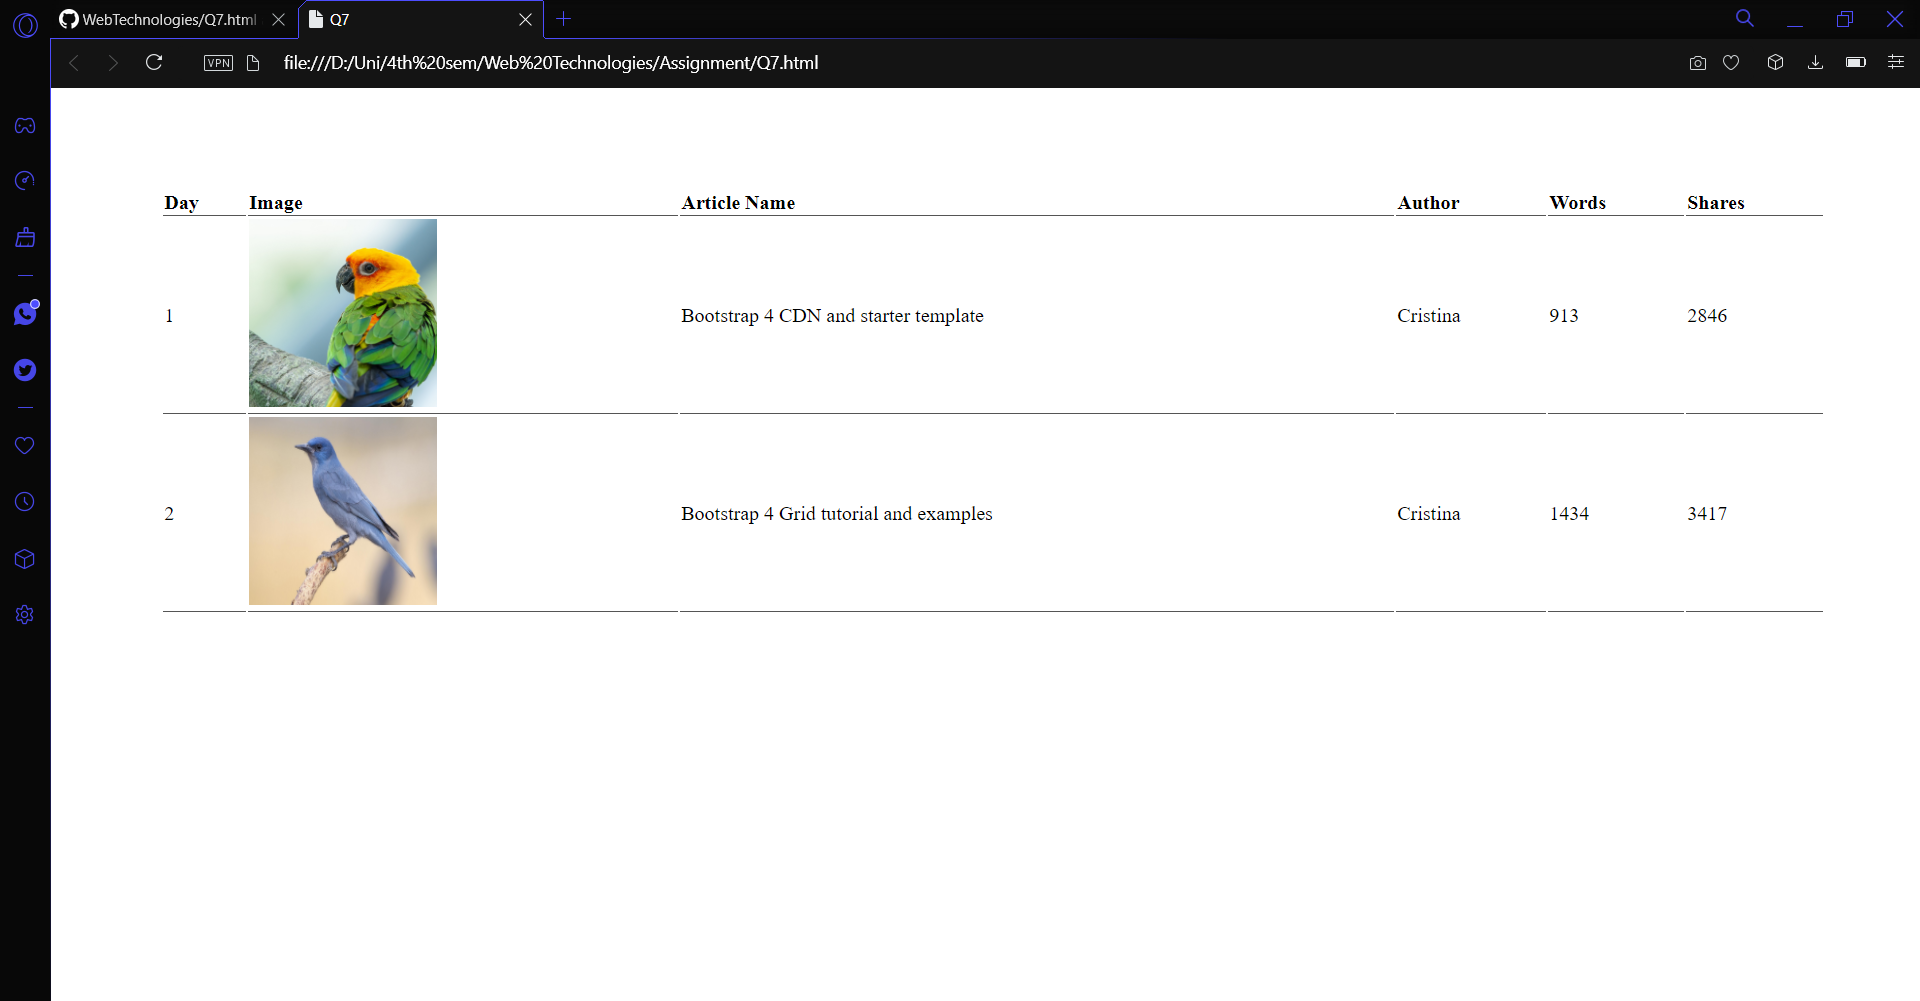 WebTechnologies/Q7.html
Q7
VPN
file:///D:/Uni/4th%20sem/Web%20Technologies/Assignment/Q7.html
Day Image Article Name Author Words Shares
1 Bootstrap 4 CDN and starter template Cristina 913 2846
2 Bootstrap 4 Grid tutorial and examples Cristina 1434 3417